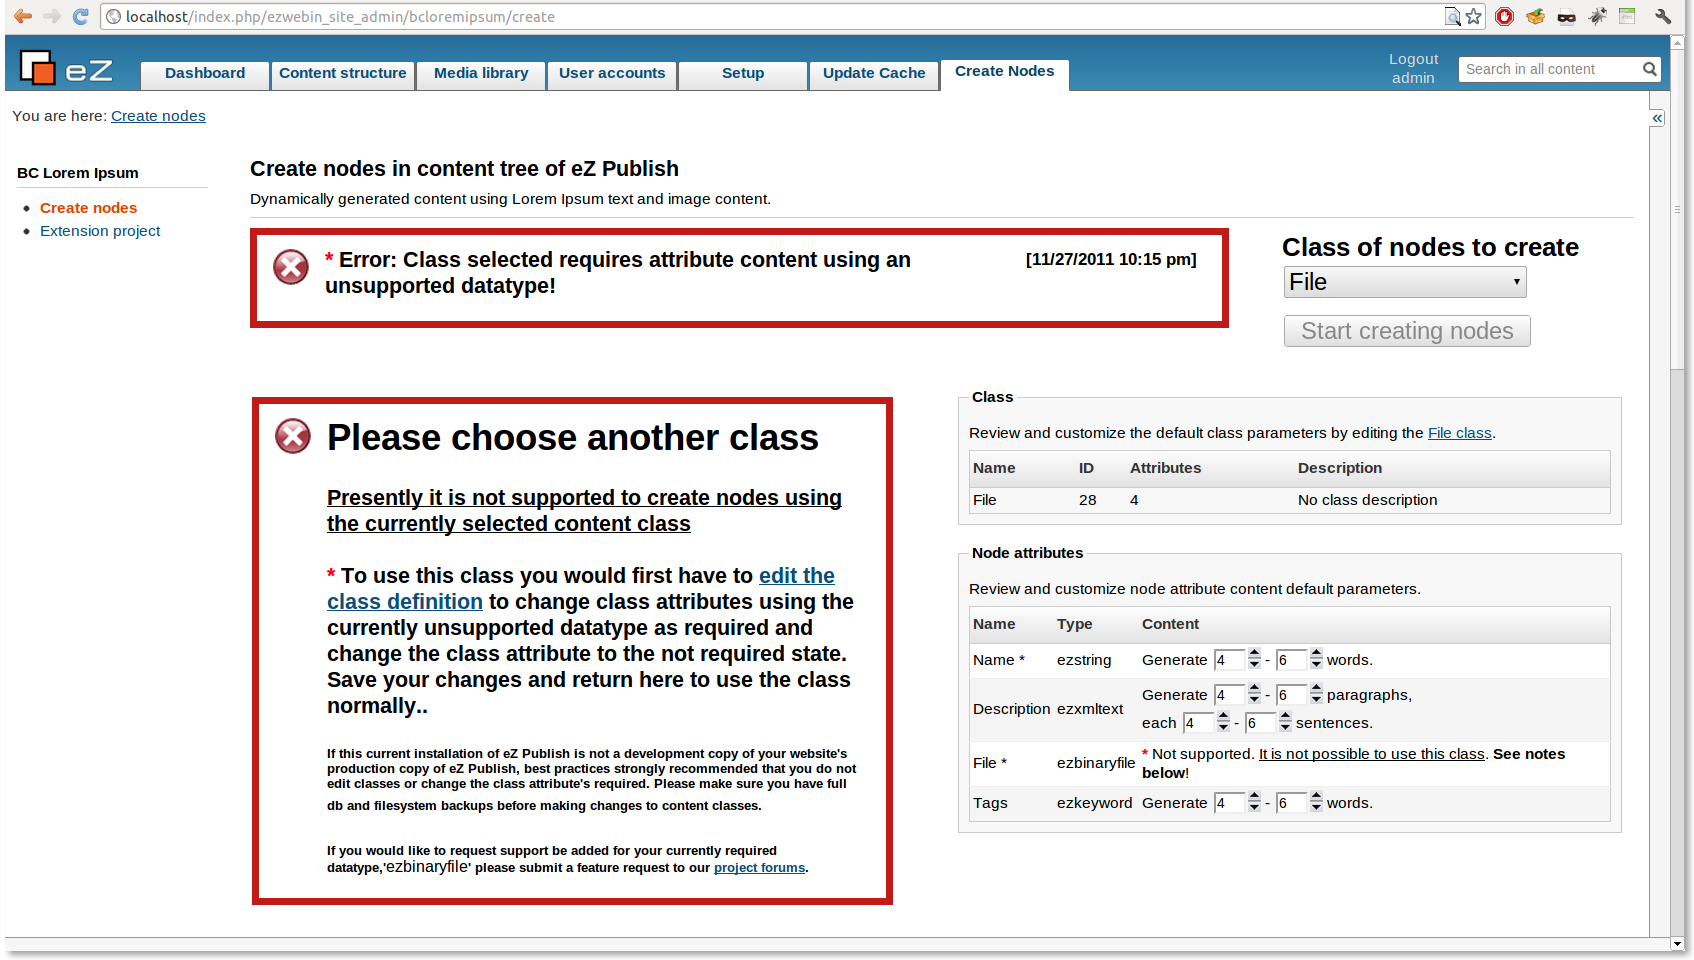 localhost/index.php/ezwebin_site_admin/bcloremipsum/create
eZ
Dashboard
Content structure
Media library
User accounts
Setup
Update Cache
Create Nodes
Logout
admin
Search in all content
You are here: Create nodes
«
BC Lorem Ipsum
Create nodes
Extension project
Create nodes in content tree of eZ Publish
Dynamically generated content using Lorem Ipsum text and image content.
* Error: Class selected requires attribute content using an
unsupported datatype!
[11/27/2011 10:15 pm]
Class of nodes to create
File
Start creating nodes
Please choose another class
Presently it is not supported to create nodes using
the currently selected content class
* To use this class you would first have to edit the
class definition to change class attributes using the
currently unsupported datatype as required and
change the class attribute to the not required state.
Save your changes and return here to use the class
normally..
If this current installation of eZ Publish is not a development copy of your website's
production copy of eZ Publish, best practices strongly recommended that you do not
edit classes or change the class attribute's required. Please make sure you have full
db and filesystem backups before making changes to content classes.
If you would like to request support be added for your currently required
datatype,'ezbinaryfile' please submit a feature request to our project forums.
Class
Review and customize the default class parameters by editing the File class.
Name ID Attributes Description
File 28 4 No class description
Node attributes
Review and customize node attribute content default parameters.
Name Type Content
Name * ezstring Generate 4 - 6 words.
Description ezxmltext Generate 4 - 6 paragraphs,
each 4 - 6 sentences.
File * ezbinaryfile * Not supported. It is not possible to use this class. See notes
below!
Tags ezkeyword Generate 4 - 6 words.